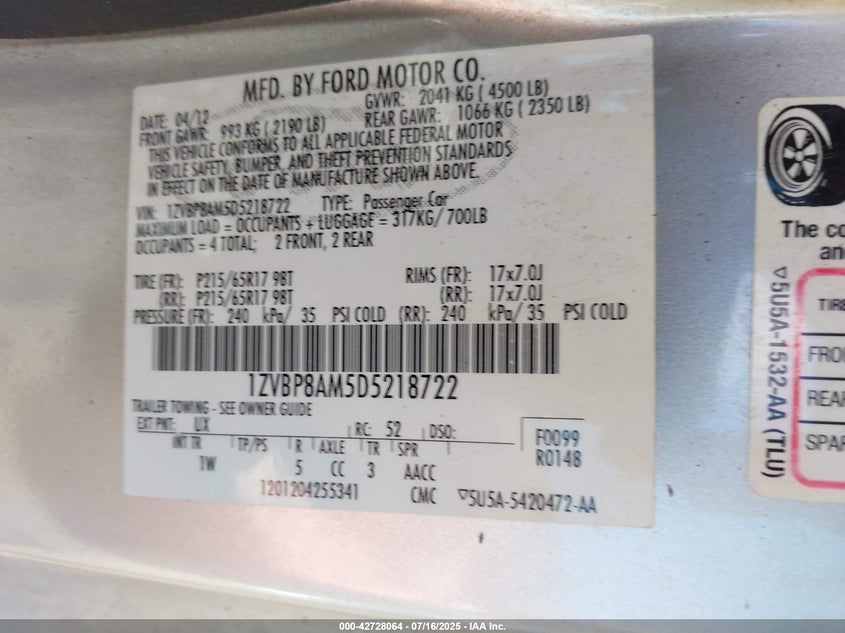 MFD. BY FORD MOTOR CO.
DATE: 04/12 GVWR: 2041 KG ( 4500 LB)
FRONT GAWR: 993 KG ( 2190 LB) REAR GAWR: 1066 KG ( 2350 LB)
THIS VEHICLE CONFORMS TO ALL APPLICABLE FEDERAL MOTOR
VEHICLE SAFETY, BUMPER, AND THEFT PREVENTION STANDARDS
IN EFFECT ON THE DATE OF MANUFACTURE SHOWN ABOVE.
VIN: 1ZVBP8AM5D5218722 TYPE: Passenger Car
MAXIMUM LOAD = OCCUPANTS + LUGGAGE = 317KG/ 700LB
OCCUPANTS = 4 TOTAL; 2 FRONT, 2 REAR
TIRE (FR): P215/65R17 98T RIMS (FR): 17x7.0J
(RR): P215/65R17 98T (RR): 17x7.0J
PRESSURE (FR): 240 kPa/ 35 PSI COLD (RR): 240 kPa/ 35 PSI COLD
1ZVBP8AM5D5218722
TRAILER TOWING - SEE OWNER GUIDE
EXT PNT: UX RC: 52 DSO: F0099
INT TR TP/PS R AXLE TR SPR R0148
TW 5 CC 3 AACC
1201204255341 CMC ▽5U5A-5420472-AA
The co
and
▽5U5A-1532-AA (TLU)
TIRE
FRO
REAR
SPAR
000-42728064 - 07/16/2025 - IAA Inc.